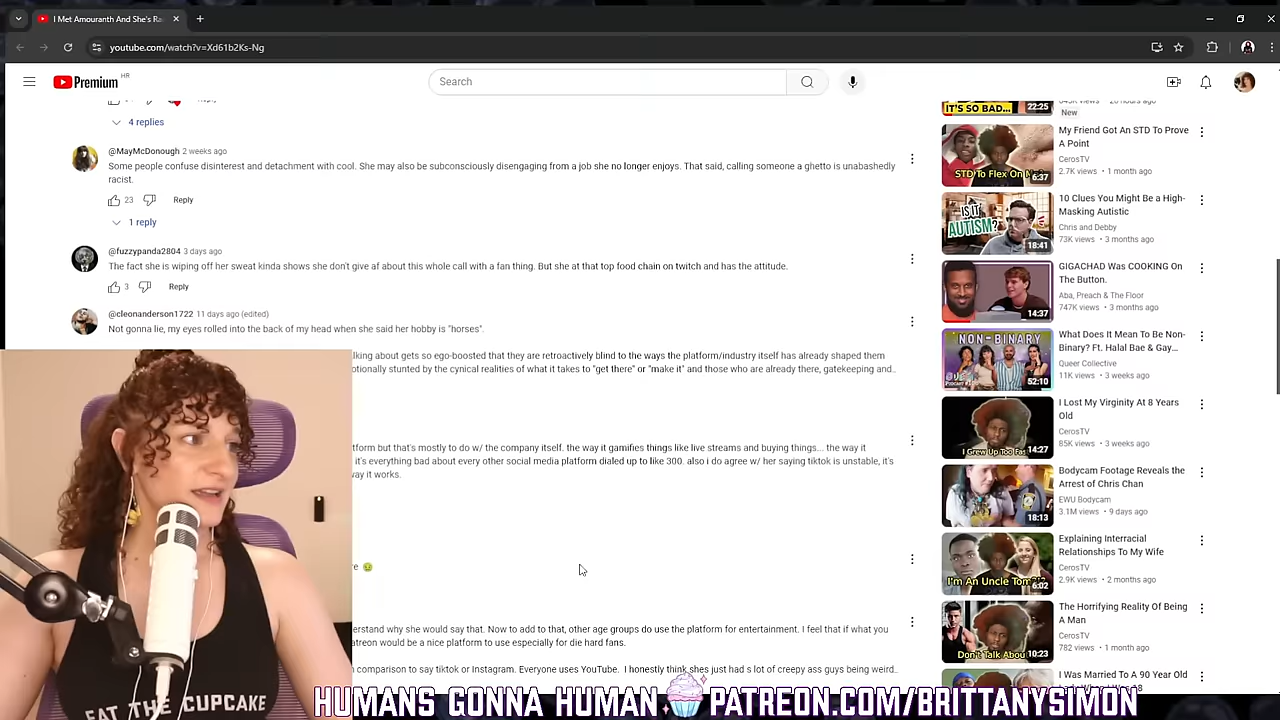 I Met Amouranth And She's Ra
youtube.com/watch?v=Xd61b2Ks-Ng
Premium HR
Search
Reply
4 replies
@MayMcDonough 2 weeks ago
Some people confuse disinterest and detachment with cool. She may also be subconsciously disengaging from a job she no longer enjoys. That said, calling someone a ghetto is unabashedly
racist.
23 Reply
1 reply
@fuzzypanda2804 3 days ago
The fact she is wiping off her sweat kinda shows she don't give af about this whole call with a fan thing. But she at that top food chain on twitch and has the attitude.
3 Reply
@cleonanderson1722 11 days ago (edited)
Not gonna lie, my eyes rolled into the back of my head when she said her hobby is "horses".
lking about gets so ego-boosted that they are retroactively blind to the ways the platform/industry itself has already shaped them
otionally stunted by the cynical realities of what it takes to "get there" or "make it" and those who are already there, gatekeeping and..
tform but that's mostly to do w/ the company itself. the way it gamifies things like live streams and buying things... the way it
it's everything bad about every other social media platform dialed up to like 300. also i do agree w/ her saying tiktok is unstable, it's
way it works.
re
derstand why she would say that. Now to add to that, other age groups do use the platform for entertainment. I feel that if what you
atreon would be a nice platform to use especially for die hard fans.
comparison to say tiktok or Instagram. Everyone uses YouTube. I honestly think shes just has a lot of creepy ass guys being weird.
IT'S SO BAD... 22:25
New
My Friend Got An STD To Prove
A Point
CerosTV
2.7K views • 1 month ago
STD To Flex On
6:37
10 Clues You Might Be a High-
Masking Autistic
Chris and Debby
73K views • 3 months ago
IS IT
AUTISM?
18:41
GIGACHAD Was COOKING On
The Button.
Aba, Preach & The Floor
747K views • 3 months ago
14:37
What Does It Mean To Be Non-
Binary? Ft. Halal Bae & Gay...
Queer Collective
11K views • 3 weeks ago
NON-BINARY
52:10
I Lost My Virginity At 8 Years
Old
CerosTV
85K views • 3 weeks ago
I Grew Up Too Fas
14:27
Bodycam Footage Reveals the
Arrest of Chris Chan
EWU Bodycam
3.1M views • 9 days ago
18:13
Explaining Interracial
Relationships To My Wife
CerosTV
2.9K views • 2 months ago
I'm An Uncle Tom?!
6:02
The Horrifying Reality Of Being
A Man
CerosTV
782 views • 1 month ago
Don't Talk Abou
10:23
I Was Married To A 90 Year Old
EAT THE CUPCAKE
HUMANS GONNA HUMAN PATREON.COM/BRITTANYSIMON